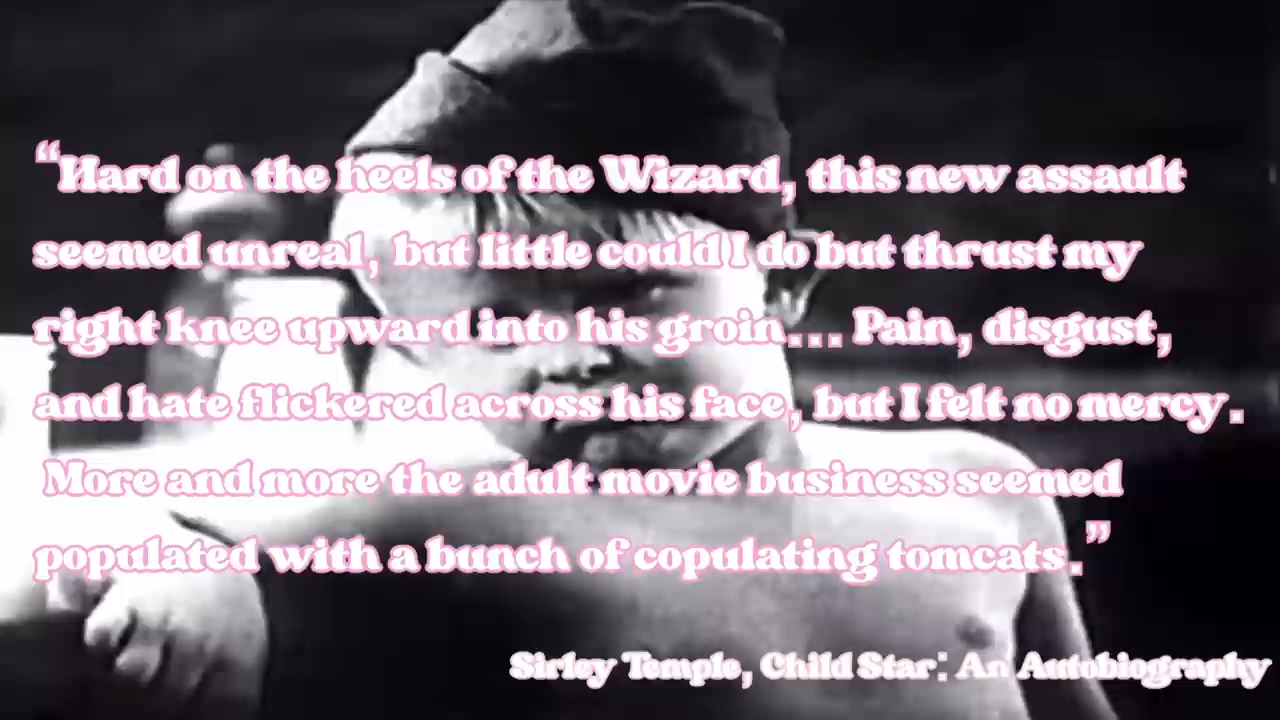 “Hard on the heels of the Wizard, this new assault
seemed unreal, but little could I do but thrust my
right knee upward into his groin... Pain, disgust,
and hate flickered across his face, but I felt no mercy.
More and more the adult movie business seemed
populated with a bunch of copulating tomcats.”
Sirley Temple, Child Star: An Autobiography